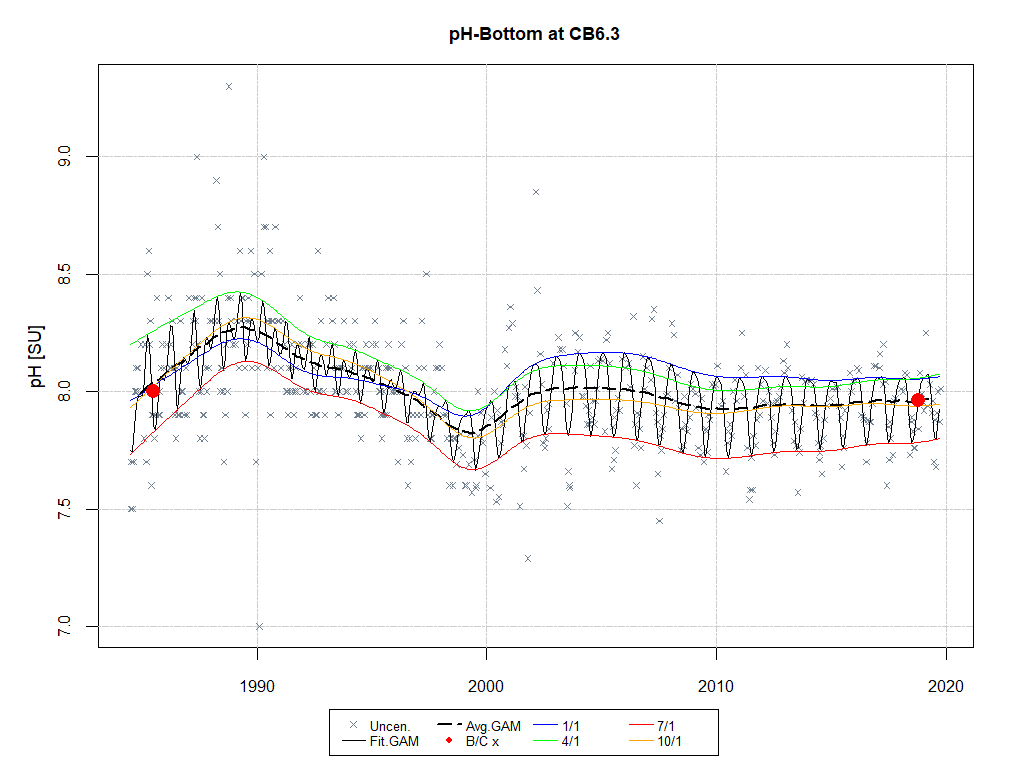 pH-Bottom at CB6.3
pH [SU]
9.0
8.5
8.0
7.5
7.0
1990 2000 2010 2020
Uncen. Avg.GAM 1/1 7/1
Fit.GAM B/C x 4/1 10/1